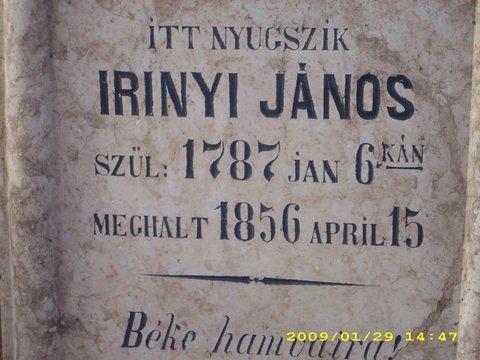 ITT NYUGSZIK
IRINYI JÁNOS
SZÜL: 1787 JAN 6 KÁN
MEGHALT 1856 APRIL 15
Béke hamvaira!
2009/01/29 14:47